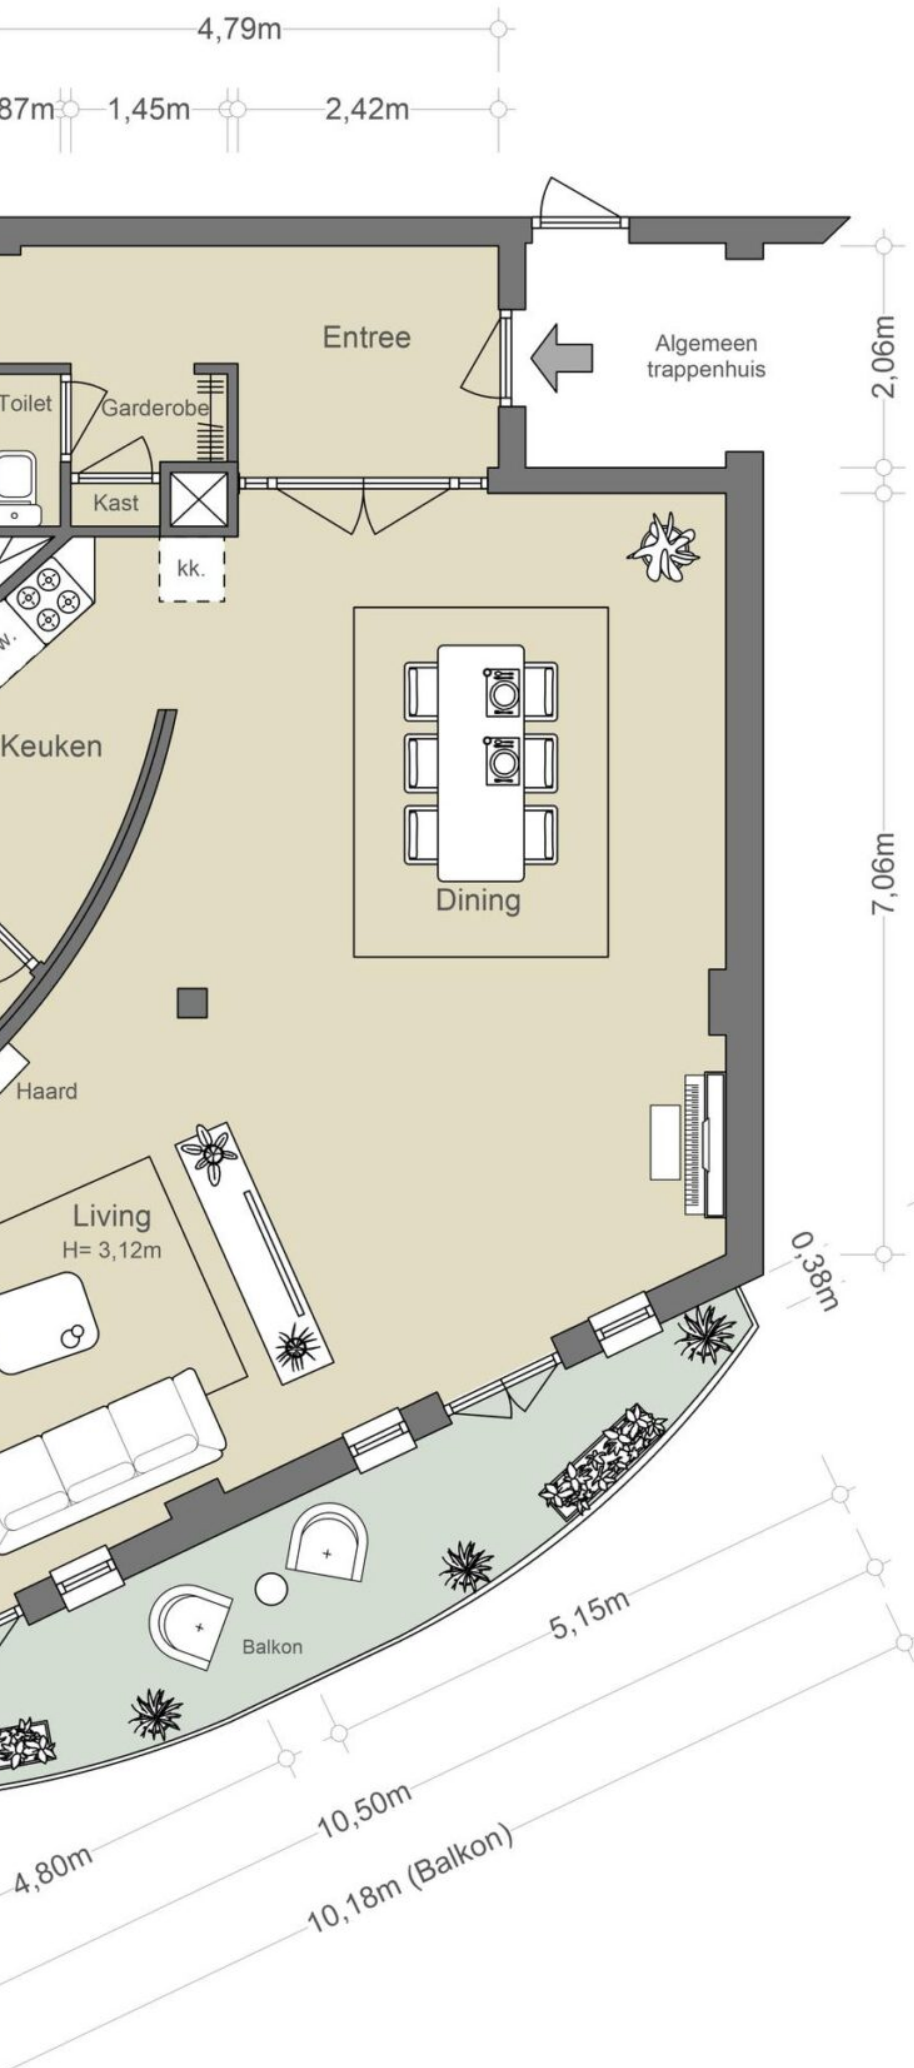 4,79m
87m
1,45m
2,42m
Entree
Algemeen
trappenhuis
2,06m
Toilet
Garderobe
Kast
kk.
w.
Keuken
Dining
7,06m
Haard
Living
H= 3,12m
0,38m
Balkon
5,15m
10,50m
4,80m
10,18m (Balkon)